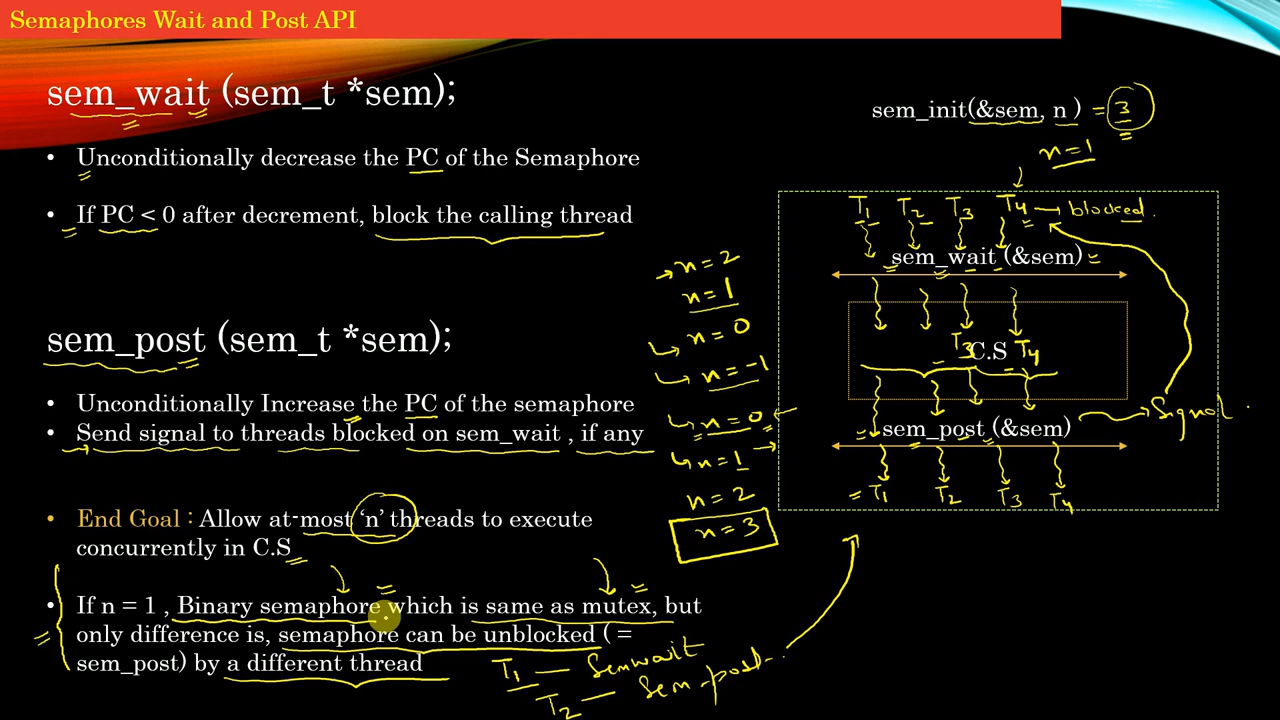 Semaphores Wait and Post API
sem_wait (sem_t *sem);
• Unconditionally decrease the PC of the Semaphore
• If PC < 0 after decrement, block the calling thread
sem_post (sem_t *sem);
• Unconditionally Increase the PC of the semaphore
• Send signal to threads blocked on sem_wait , if any
• End Goal : Allow at-most ‘n’ threads to execute
concurrently in C.S
• If n = 1 , Binary semaphore which is same as mutex, but
only difference is, semaphore can be unblocked ( =
sem_post) by a different thread
T1 — Semwait
T2 — Sem-post
n = 2
n = 1
n = 0
n = -1
n = 0
n = 1
n = 2
n = 3
sem_init(&sem, n ) = 3
n = 1
T1 T2 T3 T4 → blocked.
sem_wait (&sem)
T3 C.S T4
sem_post (&sem) → Signal
= T1 T2 T3 T4